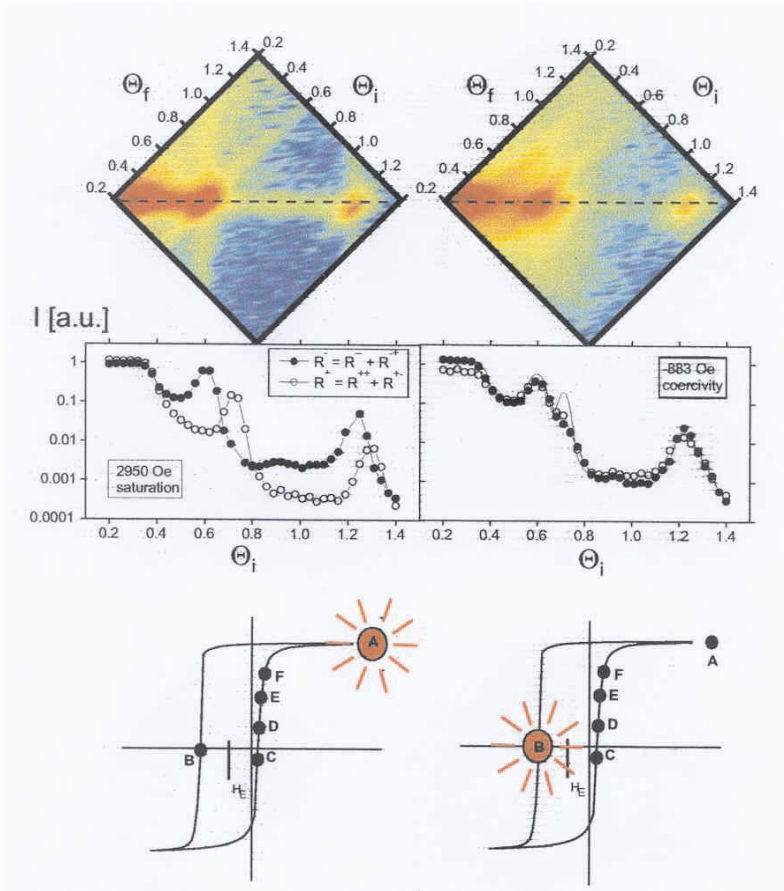 1.4 0.2
1.2 0.4
Θf Θi
1.0 0.6
0.8 0.8
0.6 1.0
0.4 1.2
0.2
1.4 0.2
1.2 0.4
Θf Θi
1.0 0.6
0.8 0.8
0.6 1.0
0.4 1.2
0.2 1.4
I [a.u.]
1
0.1
0.01
0.001
0.0001
R- = R-- + R-+
R+ = R++ + R+-
2950 Oe
saturation
0.2 0.4 0.6 0.8 1.0 1.2 1.4
Θi
-883 Oe
coercivity
0.2 0.4 0.6 0.8 1.0 1.2 1.4
Θi
A
F
E
D
B
C
HE
A
F
E
D
B
C
HE